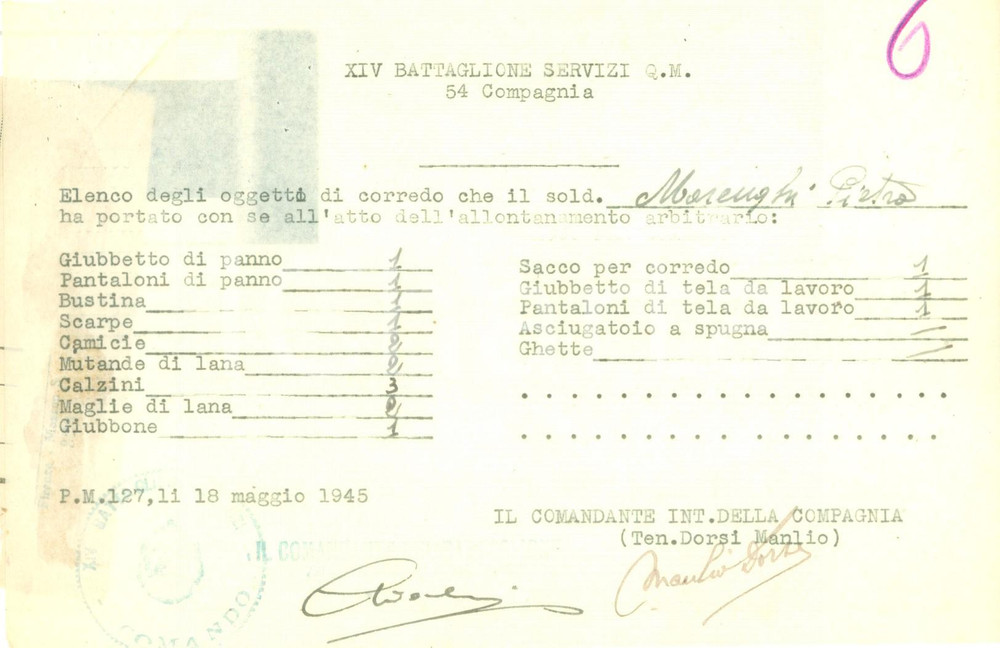 6
XIV BATTAGLIONE SERVIZI Q.M.
54 Compagnia
Elenco degli oggetti di corredo che il sold. Marenghi Pietro
ha portato con se all'atto dell'allontanamento arbitrario:
Giubbetto di panno 1
Pantaloni di panno 1
Bustina 1
Scarpe 1
Camicie 2
Mutande di lana 2
Calzini 3
Maglie di lana 2
Giubbone 1
Sacco per corredo 1
Giubbetto di tela da lavoro 1
Pantaloni di tela da lavoro 1
Asciugatoio a spugna /
Ghette /
P.M.127,li 18 maggio 1945
IL COMANDANTE INT.DELLA COMPAGNIA
(Ten.Dorsi Manlio)
Manlio Dorsi
XIV
COMANDO